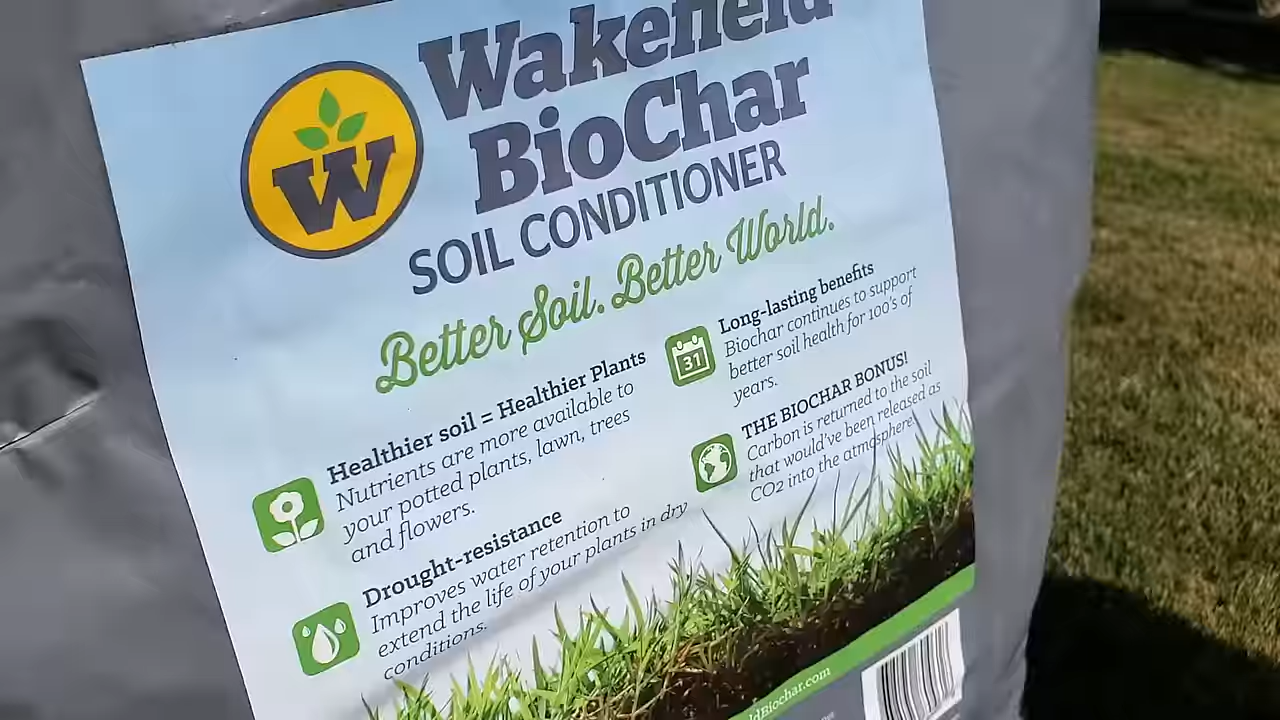 W
Wakefield
BioChar
SOIL CONDITIONER
Better Soil. Better World.
Healthier soil = Healthier Plants
Nutrients are more available to
your potted plants, lawn, trees
and flowers.
Drought-resistance
Improves water retention to
extend the life of your plants in dry
conditions.
31
Long-lasting benefits
Biochar continues to support
better soil health for 100's of
years.
THE BIOCHAR BONUS!
Carbon is returned to the soil
that would've been released as
CO2 into the atmosphere!
ldBiochar.com